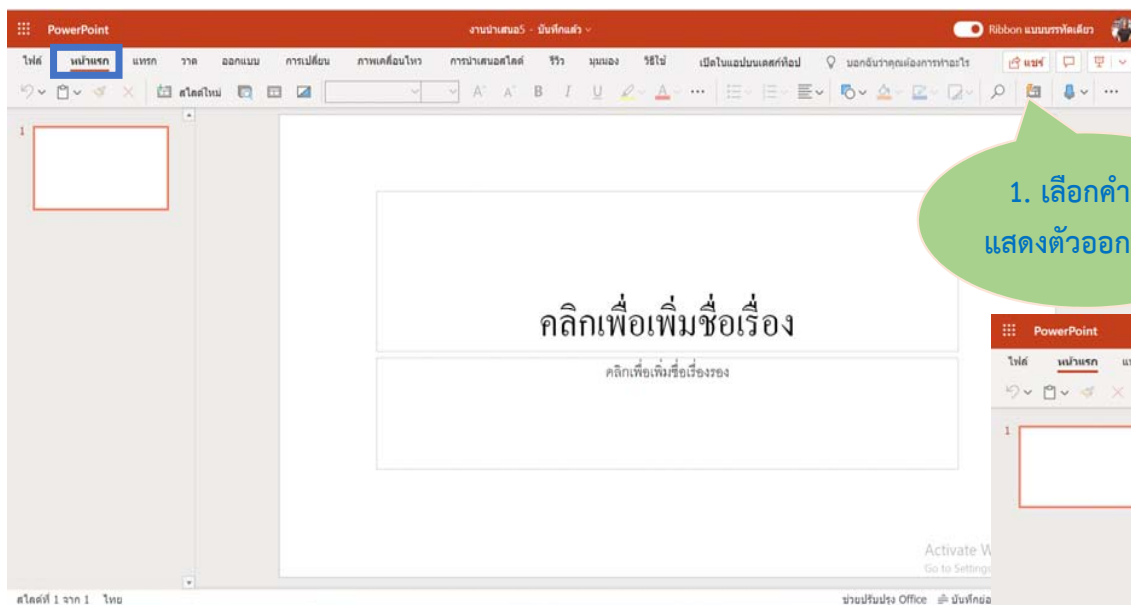 PowerPoint
งานนำเสนอ5 - บันทึกแล้ว
Ribbon แบบบรรทัดเดียว
ไฟล์ หน้าแรก แทรก วาด ออกแบบ การเปลี่ยน ภาพเคลื่อนไหว การนำเสนอสไลด์ รีวิว มุมมอง วิธีใช้ เปิดในแอปบนเดสก์ท็อป บอกฉันว่าคุณต้องการทำอะไร แชร์
สไลด์ใหม่ A A B I U A
1
1. เลือกคำ
แสดงตัวออก
คลิกเพื่อเพิ่มชื่อเรื่อง
คลิกเพื่อเพิ่มชื่อเรื่องรอง
PowerPoint
ไฟล์ หน้าแรก
1
Activate W
Go to Settings
สไลด์ที่ 1 จาก 1 ไทย
ช่วยปรับปรุง Office บันทึกย่อ